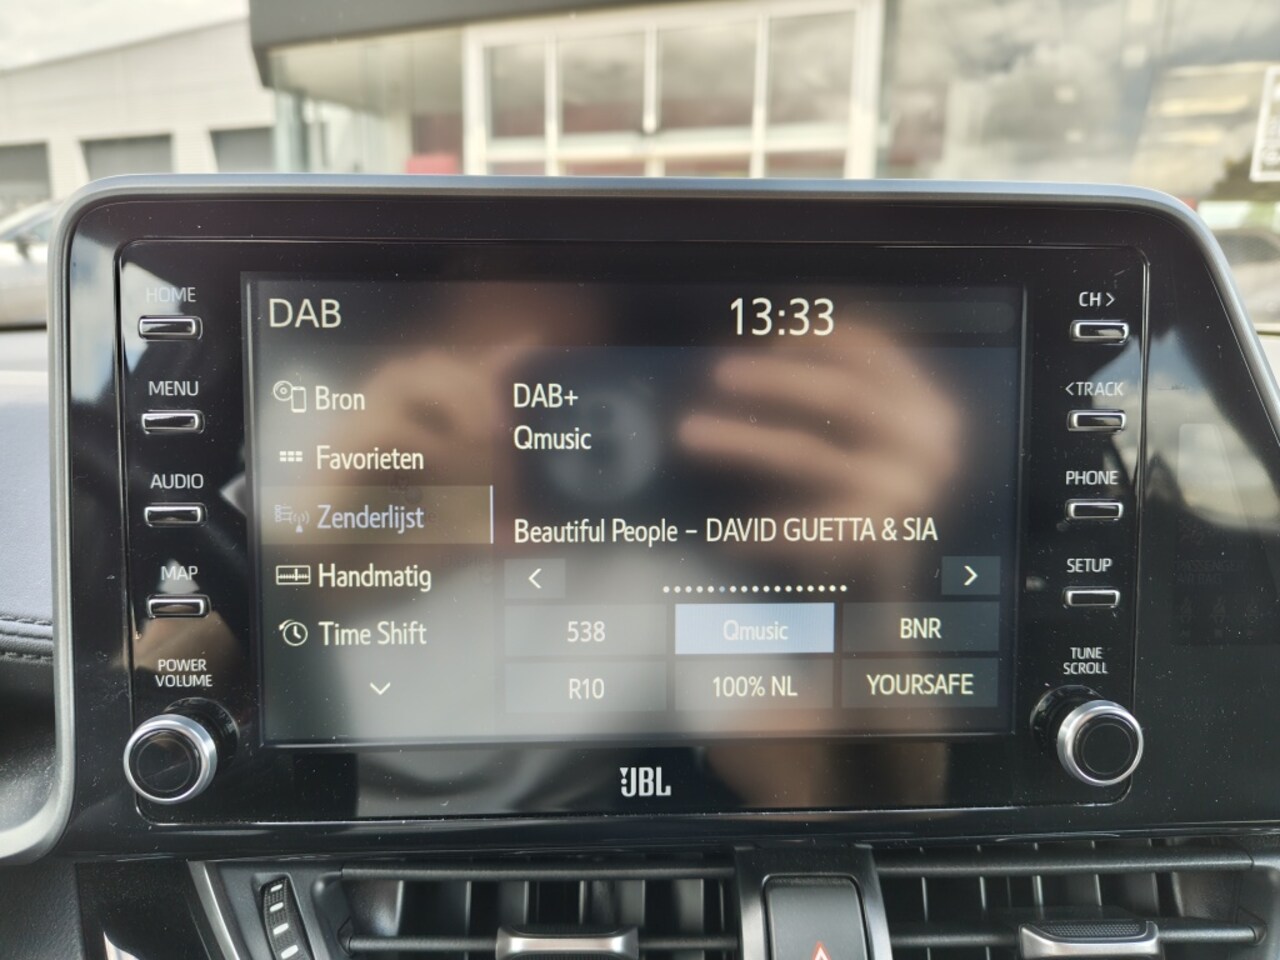 HOME
MENU
AUDIO
MAP
POWER
VOLUME
DAB
13:33
Bron
Favorieten
Zenderlijst
Handmatig
Time Shift
DAB+
Qmusic
Beautiful People – DAVID GUETTA & SIA
<
>
538
Qmusic
BNR
R10
100% NL
YOURSAFE
CH >
< TRACK
PHONE
SETUP
TUNE
SCROLL
JBL